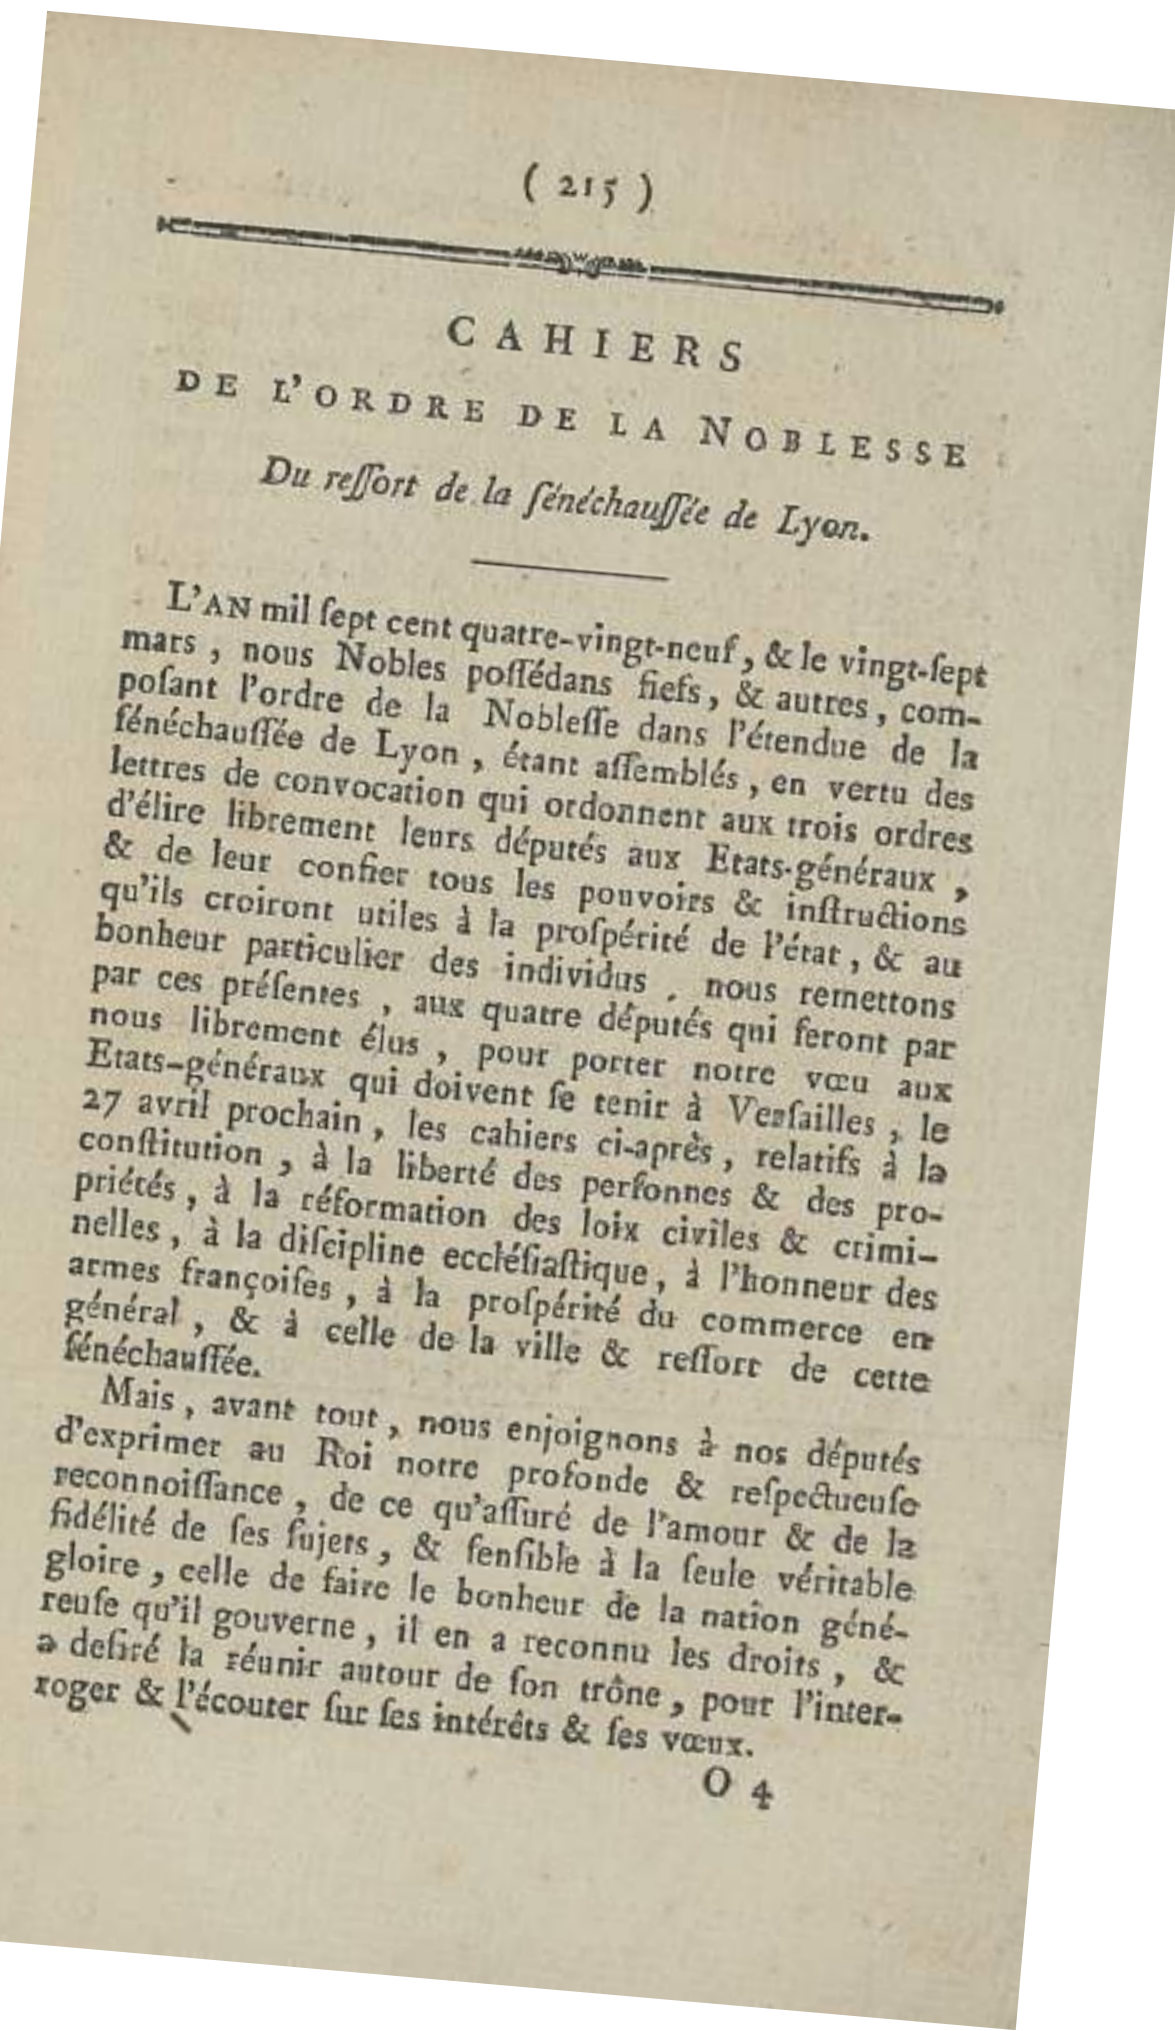 ( 215 )
CAHIERS
DE L'ORDRE DE LA NOBLESSE
Du reſſort de la ſénéchauſſée de Lyon.
L'AN mil ſept cent quatre-vingt-neuf, & le vingt-ſept
mars, nous Nobles poſſédans fiefs, & autres, com-
poſant l'ordre de la Nobleſſe dans l'étendue de la
ſénéchauſſée de Lyon, étant aſſemblés, en vertu des
lettres de convocation qui ordonnent aux trois ordres
d'élire librement leurs députés aux Etats-généraux,
& de leur confier tous les pouvoirs & inſtructions
qu'ils croiront utiles à la proſpérité de l'état, & au
bonheur particulier des individus, nous remettons
par ces préſentes, aux quatre députés qui ſeront par
nous librement élus, pour porter notre vœu aux
Etats-généraux qui doivent ſe tenir à Verſailles, le
27 avril prochain, les cahiers ci-après, relatifs à la
conſtitution, à la liberté des perſonnes & des pro-
priétés, à la réformation des loix civiles & crimi-
nelles, à la diſcipline eccléſiaſtique, à l'honneur des
armes françoiſes, à la proſpérité du commerce en
général, & à celle de la ville & reſſort de cette
ſénéchauſſée.
Mais, avant tout, nous enjoignons à nos députés
d'exprimer au Roi notre profonde & reſpectueuſe
reconnoiſſance, de ce qu'aſſuré de l'amour & de la
fidélité de ſes ſujets, & ſenſible à la ſeule véritable
gloire, celle de faire le bonheur de la nation géné-
reuſe qu'il gouverne, il en a reconnu les droits, &
a deſiré la réunir autour de ſon trône, pour l'inter-
roger & l'écouter ſur ſes intérêts & ſes vœux.
O 4